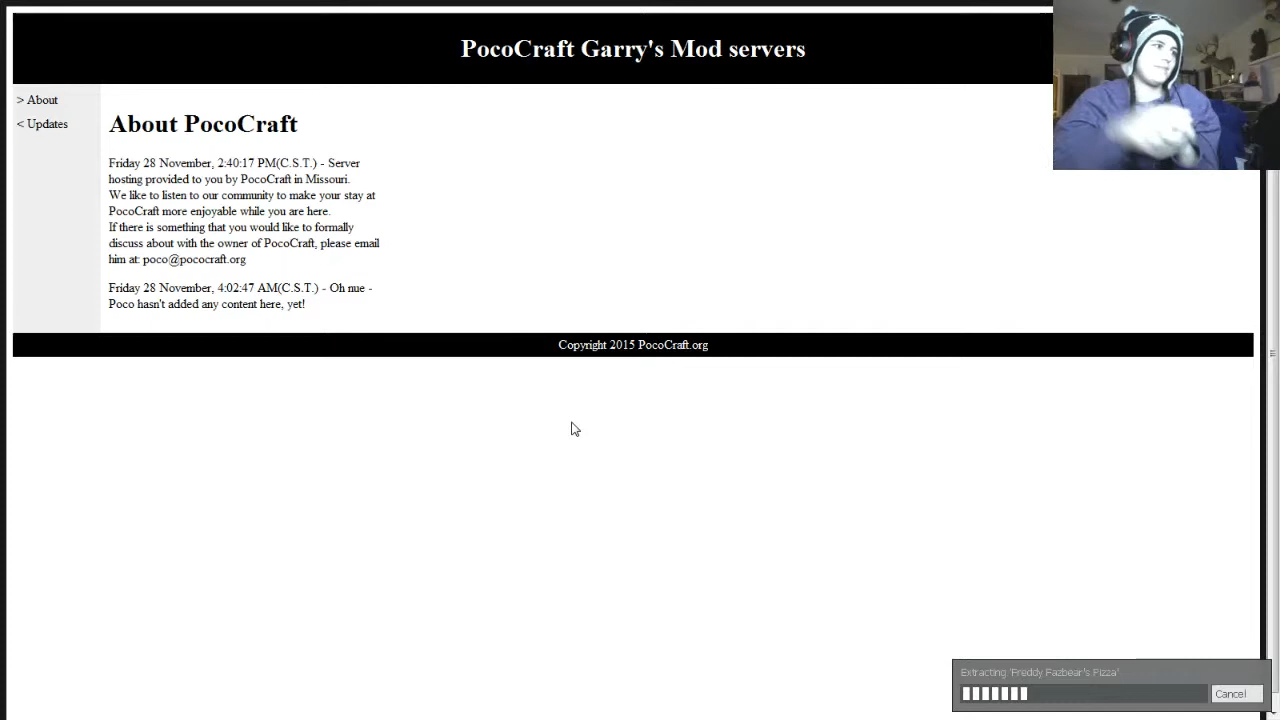 PocoCraft Garry's Mod servers
> About
< Updates
About PocoCraft
Friday 28 November, 2:40:17 PM(C.S.T.) - Server
hosting provided to you by PocoCraft in Missouri.
We like to listen to our community to make your stay at
PocoCraft more enjoyable while you are here.
If there is something that you would like to formally
discuss about with the owner of PocoCraft, please email
him at: poco@pococraft.org
Friday 28 November, 4:02:47 AM(C.S.T.) - Oh nue -
Poco hasn't added any content here, yet!
Copyright 2015 PocoCraft.org
Extracting 'Freddy Fazbear's Pizza'
Cancel